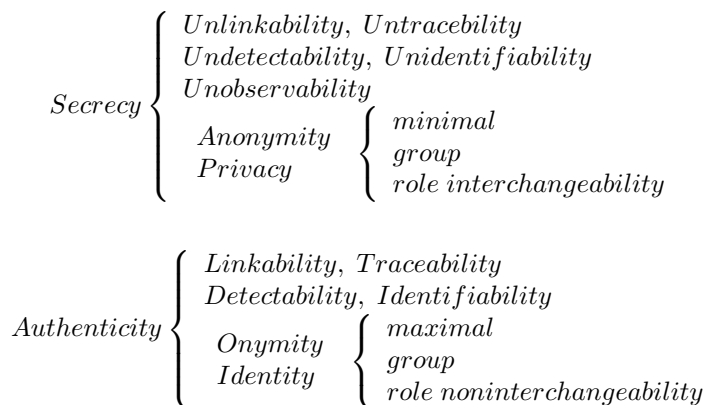 Unlinkability, Untracebility
Undetectability, Unidentifiability
Secrecy
Unobservability
Anonymity
Privacy
minimal
group
role interchangeability
Linkability, Traceability
Detectability, Identifiability
Authenticity
Onymity
Identity
maximal
group
role noninterchangeability